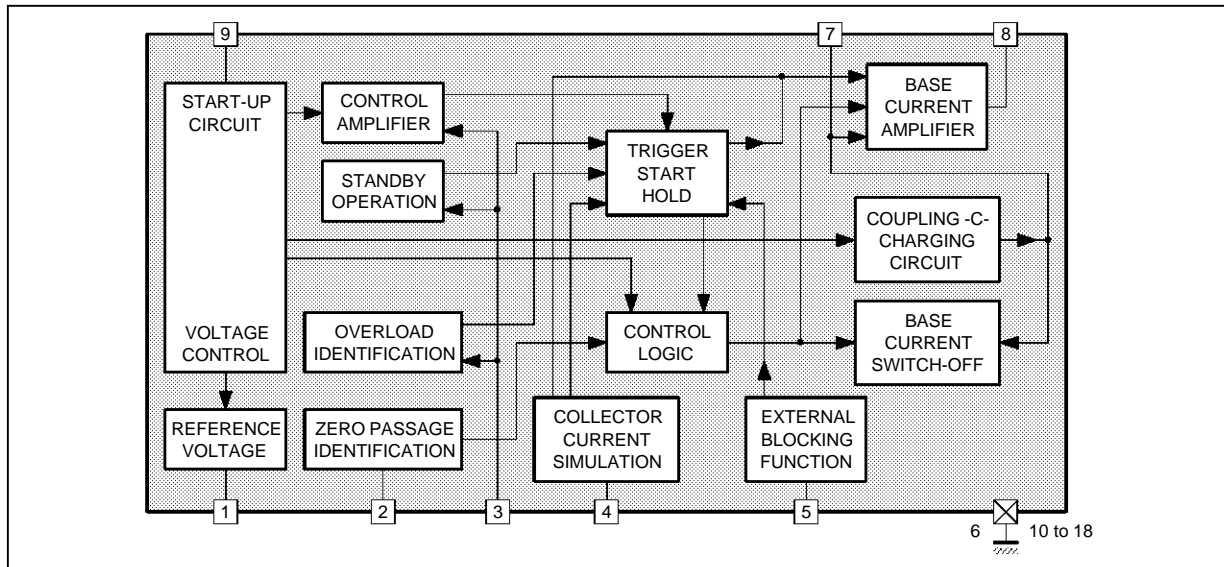 9
7
8
START-UP
CIRCUIT
CONTROL
AMPLIFIER
BASE
CURRENT
AMPLIFIER
TRIGGER
START
HOLD
STANDBY
OPERATION
COUPLING -C-
CHARGING
CIRCUIT
VOLTAGE
CONTROL
OVERLOAD
IDENTIFICATION
CONTROL
LOGIC
BASE
CURRENT
SWITCH-OFF
REFERENCE
VOLTAGE
ZERO PASSAGE
IDENTIFICATION
COLLECTOR
CURRENT
SIMULATION
EXTERNAL
BLOCKING
FUNCTION
1
2
3
4
5
6
10 to 18